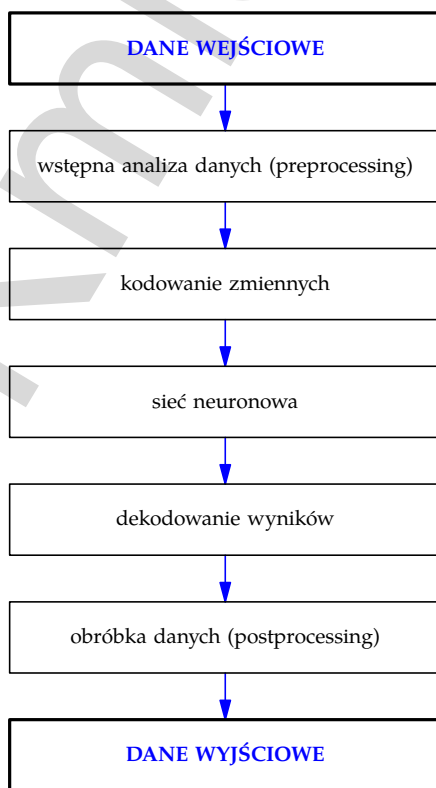 DANE WEJŚCIOWE
wstępna analiza danych (preprocessing)
kodowanie zmiennych
sieć neuronowa
dekodowanie wyników
obróbka danych (postprocessing)
DANE WYJŚCIOWE